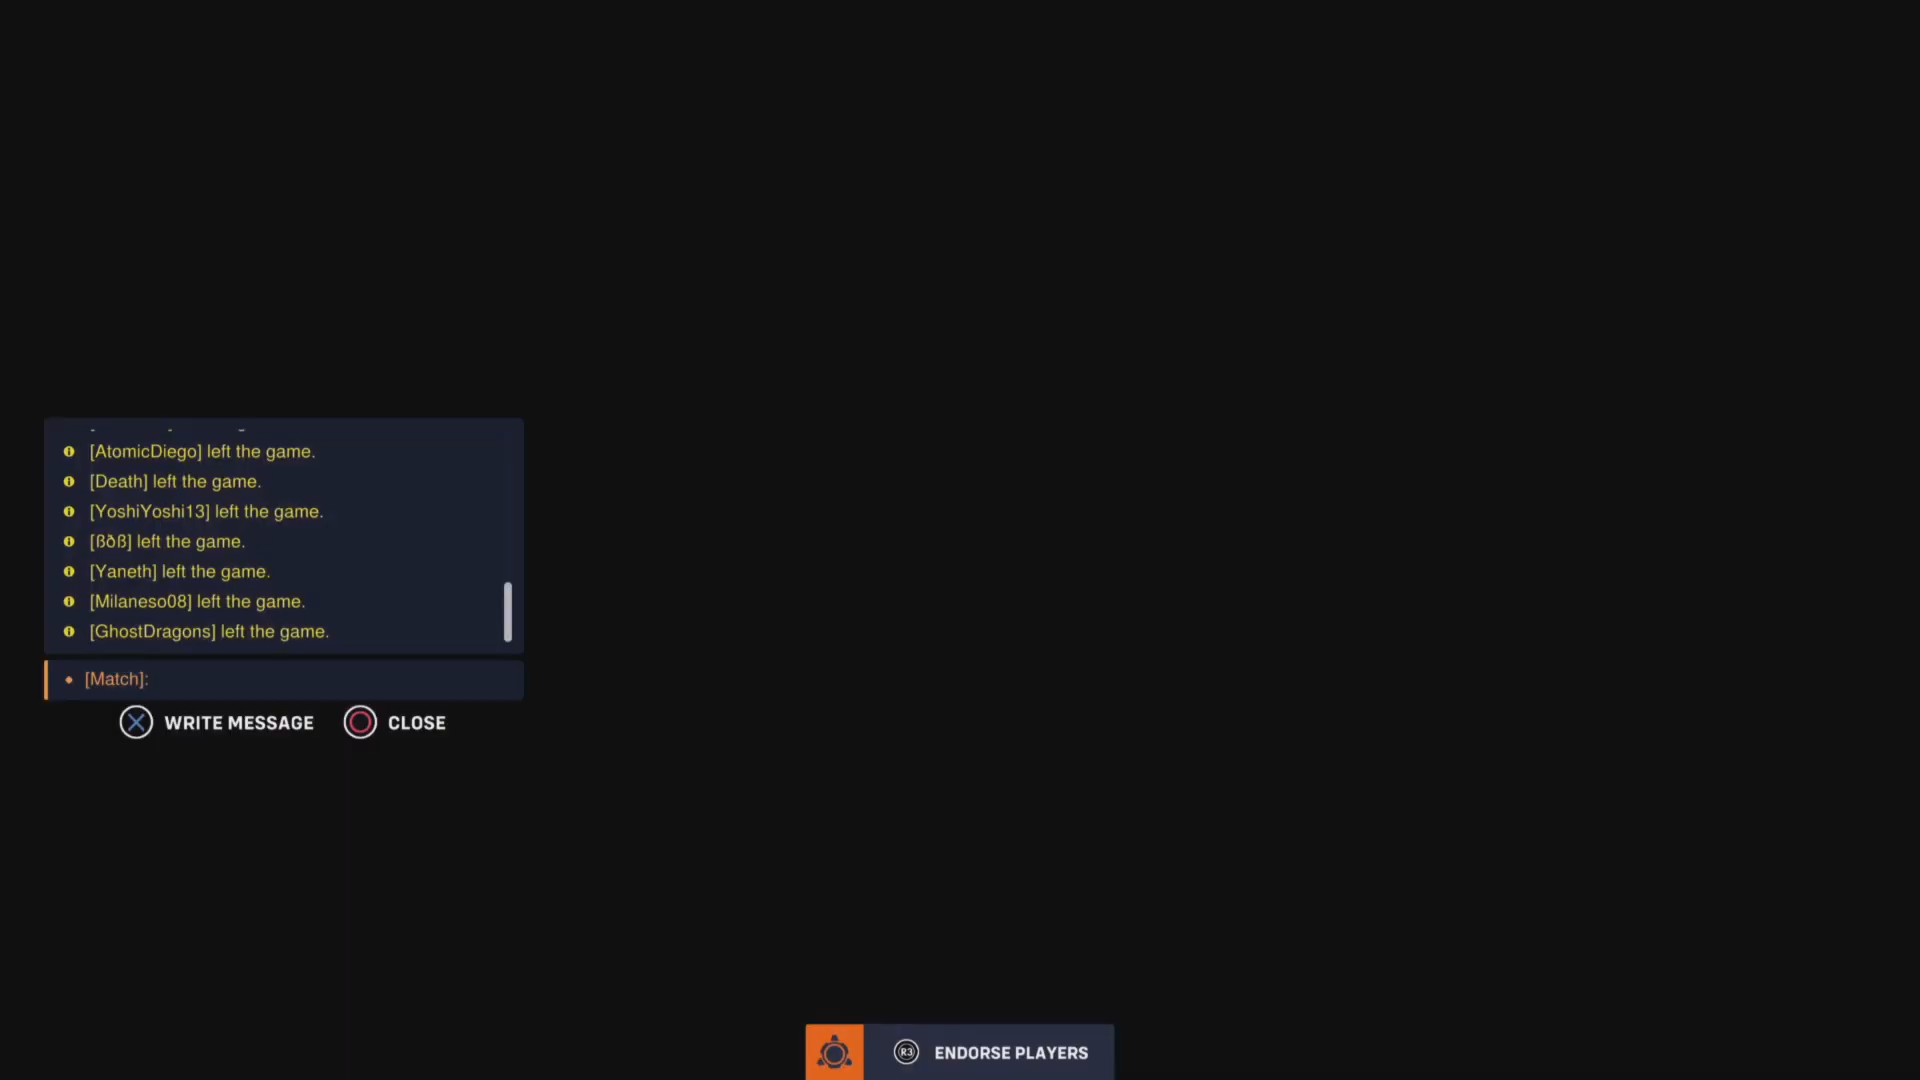 [AtomicDiego] left the game.
[Death] left the game.
[YoshiYoshi13] left the game.
[ßðß] left the game.
[Yaneth] left the game.
[Milaneso08] left the game.
[GhostDragons] left the game.
[Match]:
WRITE MESSAGE CLOSE
R3 ENDORSE PLAYERS